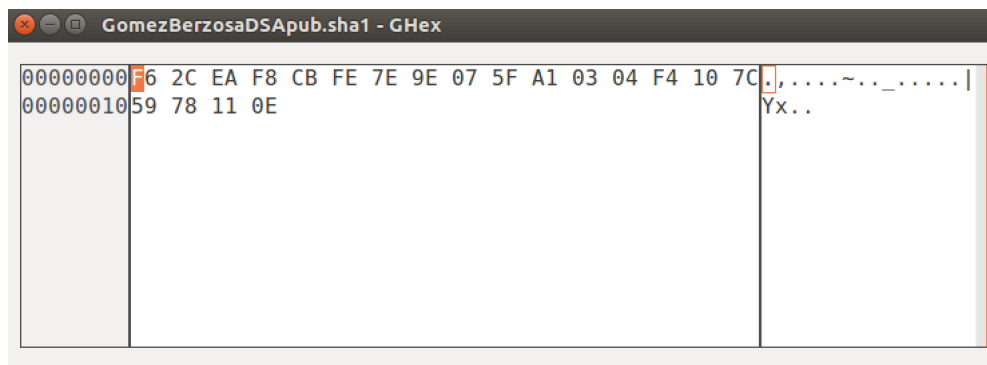 GomezBerzosaDSApub.sha1 - GHex
00000000 F6 2C EA F8 CB FE 7E 9E 07 5F A1 03 04 F4 10 7C .,....~.._.....|
00000010 59 78 11 0E Yx..